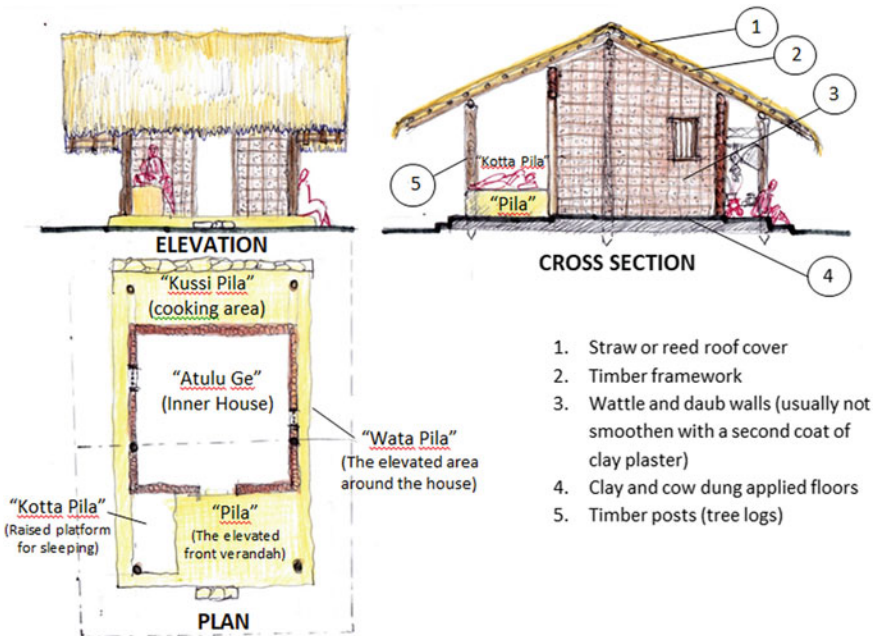 1
2
3
"Kotta Pila"
5
"Pila"
ELEVATION
CROSS SECTION
4
"Kussi Pila"
(cooking area)
"Atulu Ge"
(Inner House)
"Wata Pila"
(The elevated area
around the house)
"Kotta Pila"
(Raised platform
for sleeping)
"Pila"
(The elevated
front verandah)
PLAN
1. Straw or reed roof cover
2. Timber framework
3. Wattle and daub walls (usually not
smoothen with a second coat of
clay plaster)
4. Clay and cow dung applied floors
5. Timber posts (tree logs)